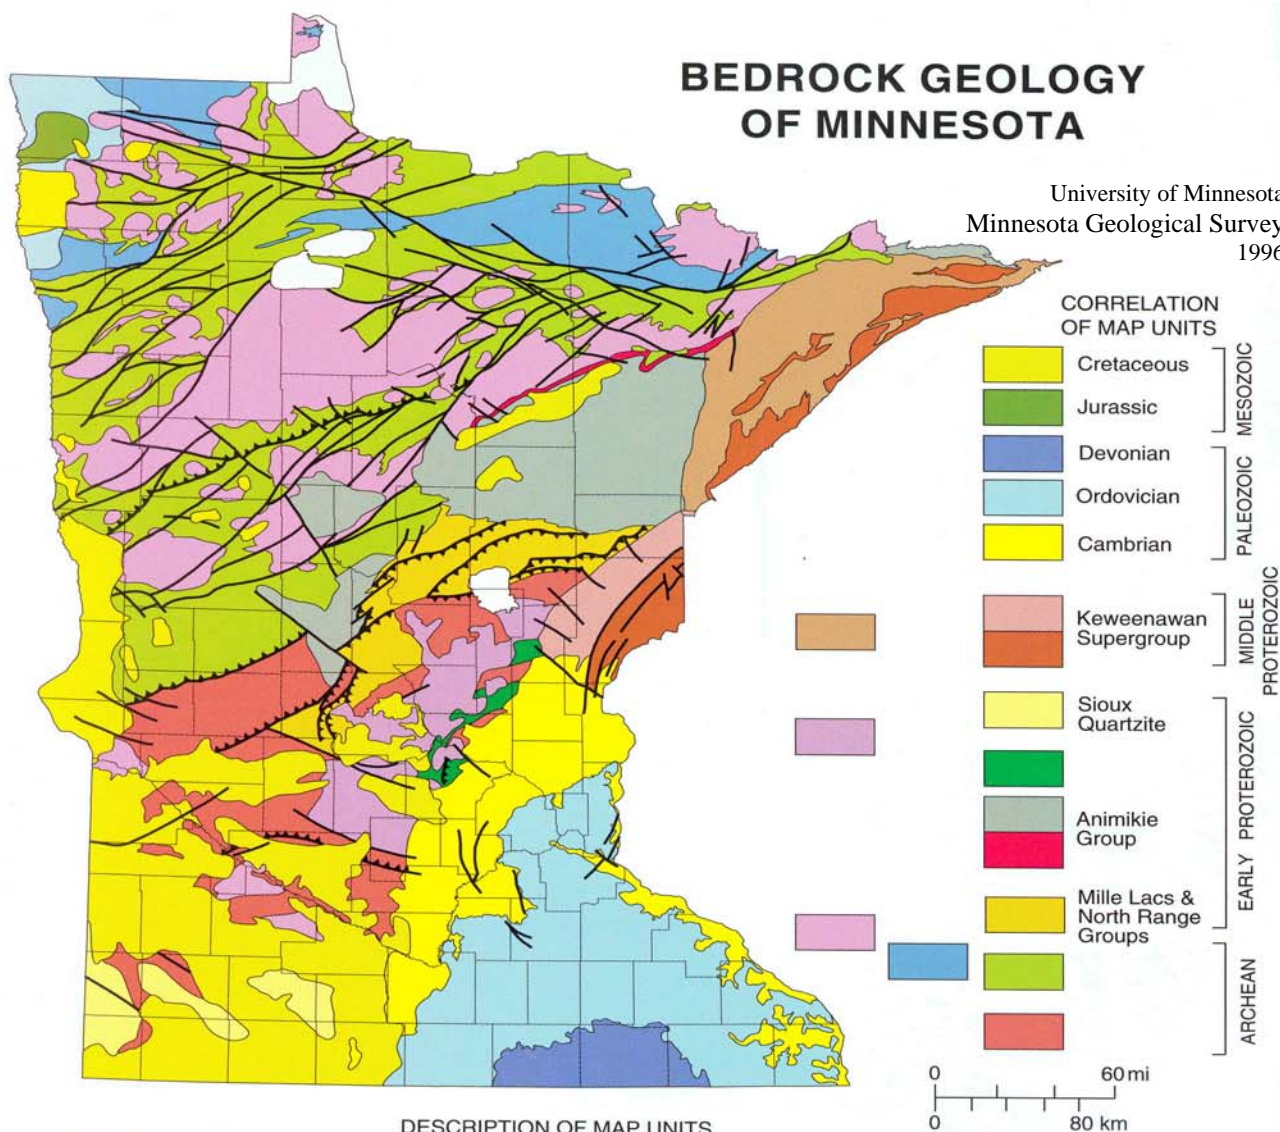 BEDROCK GEOLOGY
OF MINNESOTA
University of Minnesota
Minnesota Geological Survey
1996
CORRELATION
OF MAP UNITS
Cretaceous
Jurassic
MESOZOIC
Devonian
Ordovician
Cambrian
PALEOZOIC
Keweenawan
Supergroup
MIDDLE
PROTEROZOIC
Sioux
Quartzite
Animikie
Group
Mille Lacs &
North Range
Groups
EARLY PROTEROZOIC
ARCHEAN
0 60 mi
0 80 km
DESCRIPTION OF MAP UNITS